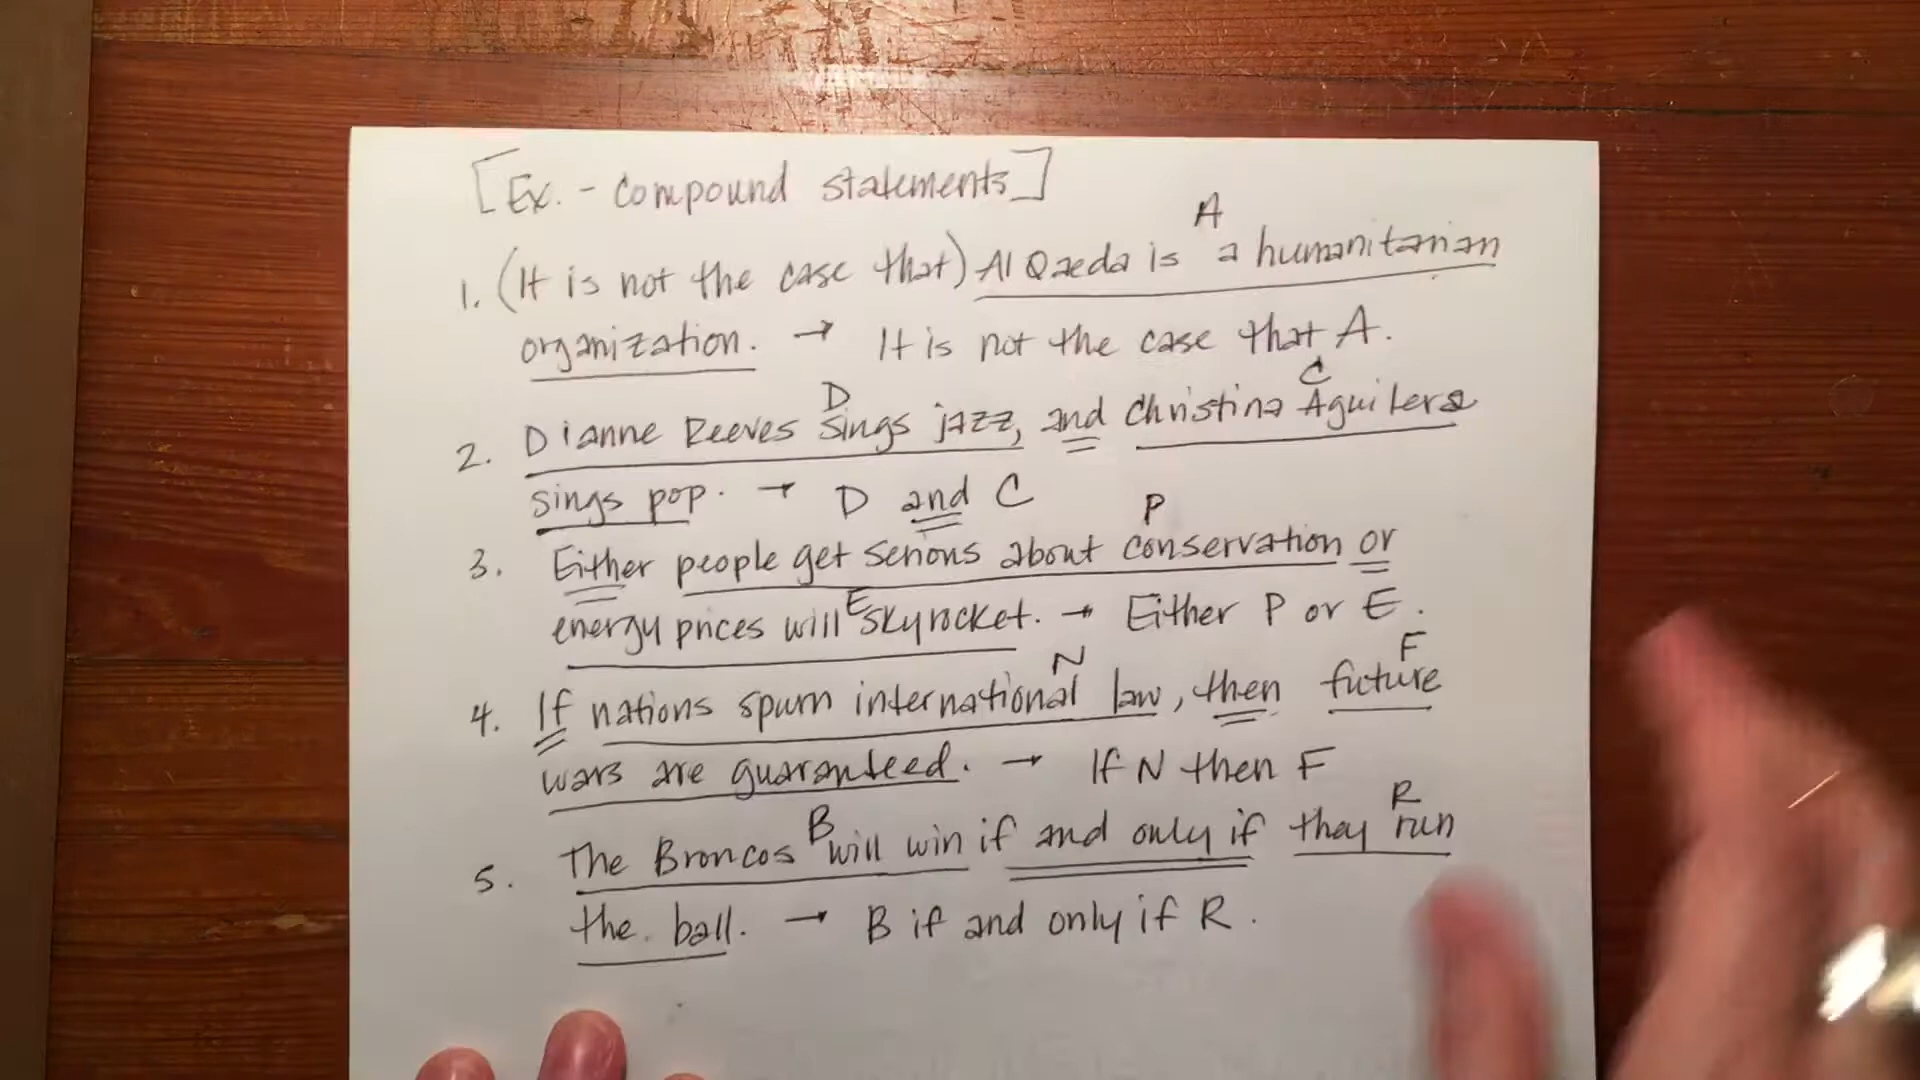 [Ex. - compound statements]
A
1. (It is not the case that) Al Qaeda is a humanitarian
organization. → It is not the case that A.
D C
2. Dianne Reeves sings jazz, and Christina Aguilera
sings pop. → D and C
P
3. Either people get serious about conservation or
E
energy prices will skyrocket. → Either P or E.
N F
4. If nations spurn international law, then future
wars are guaranteed. → If N then F
B R
5. The Broncos will win if and only if they run
the ball. → B if and only if R.